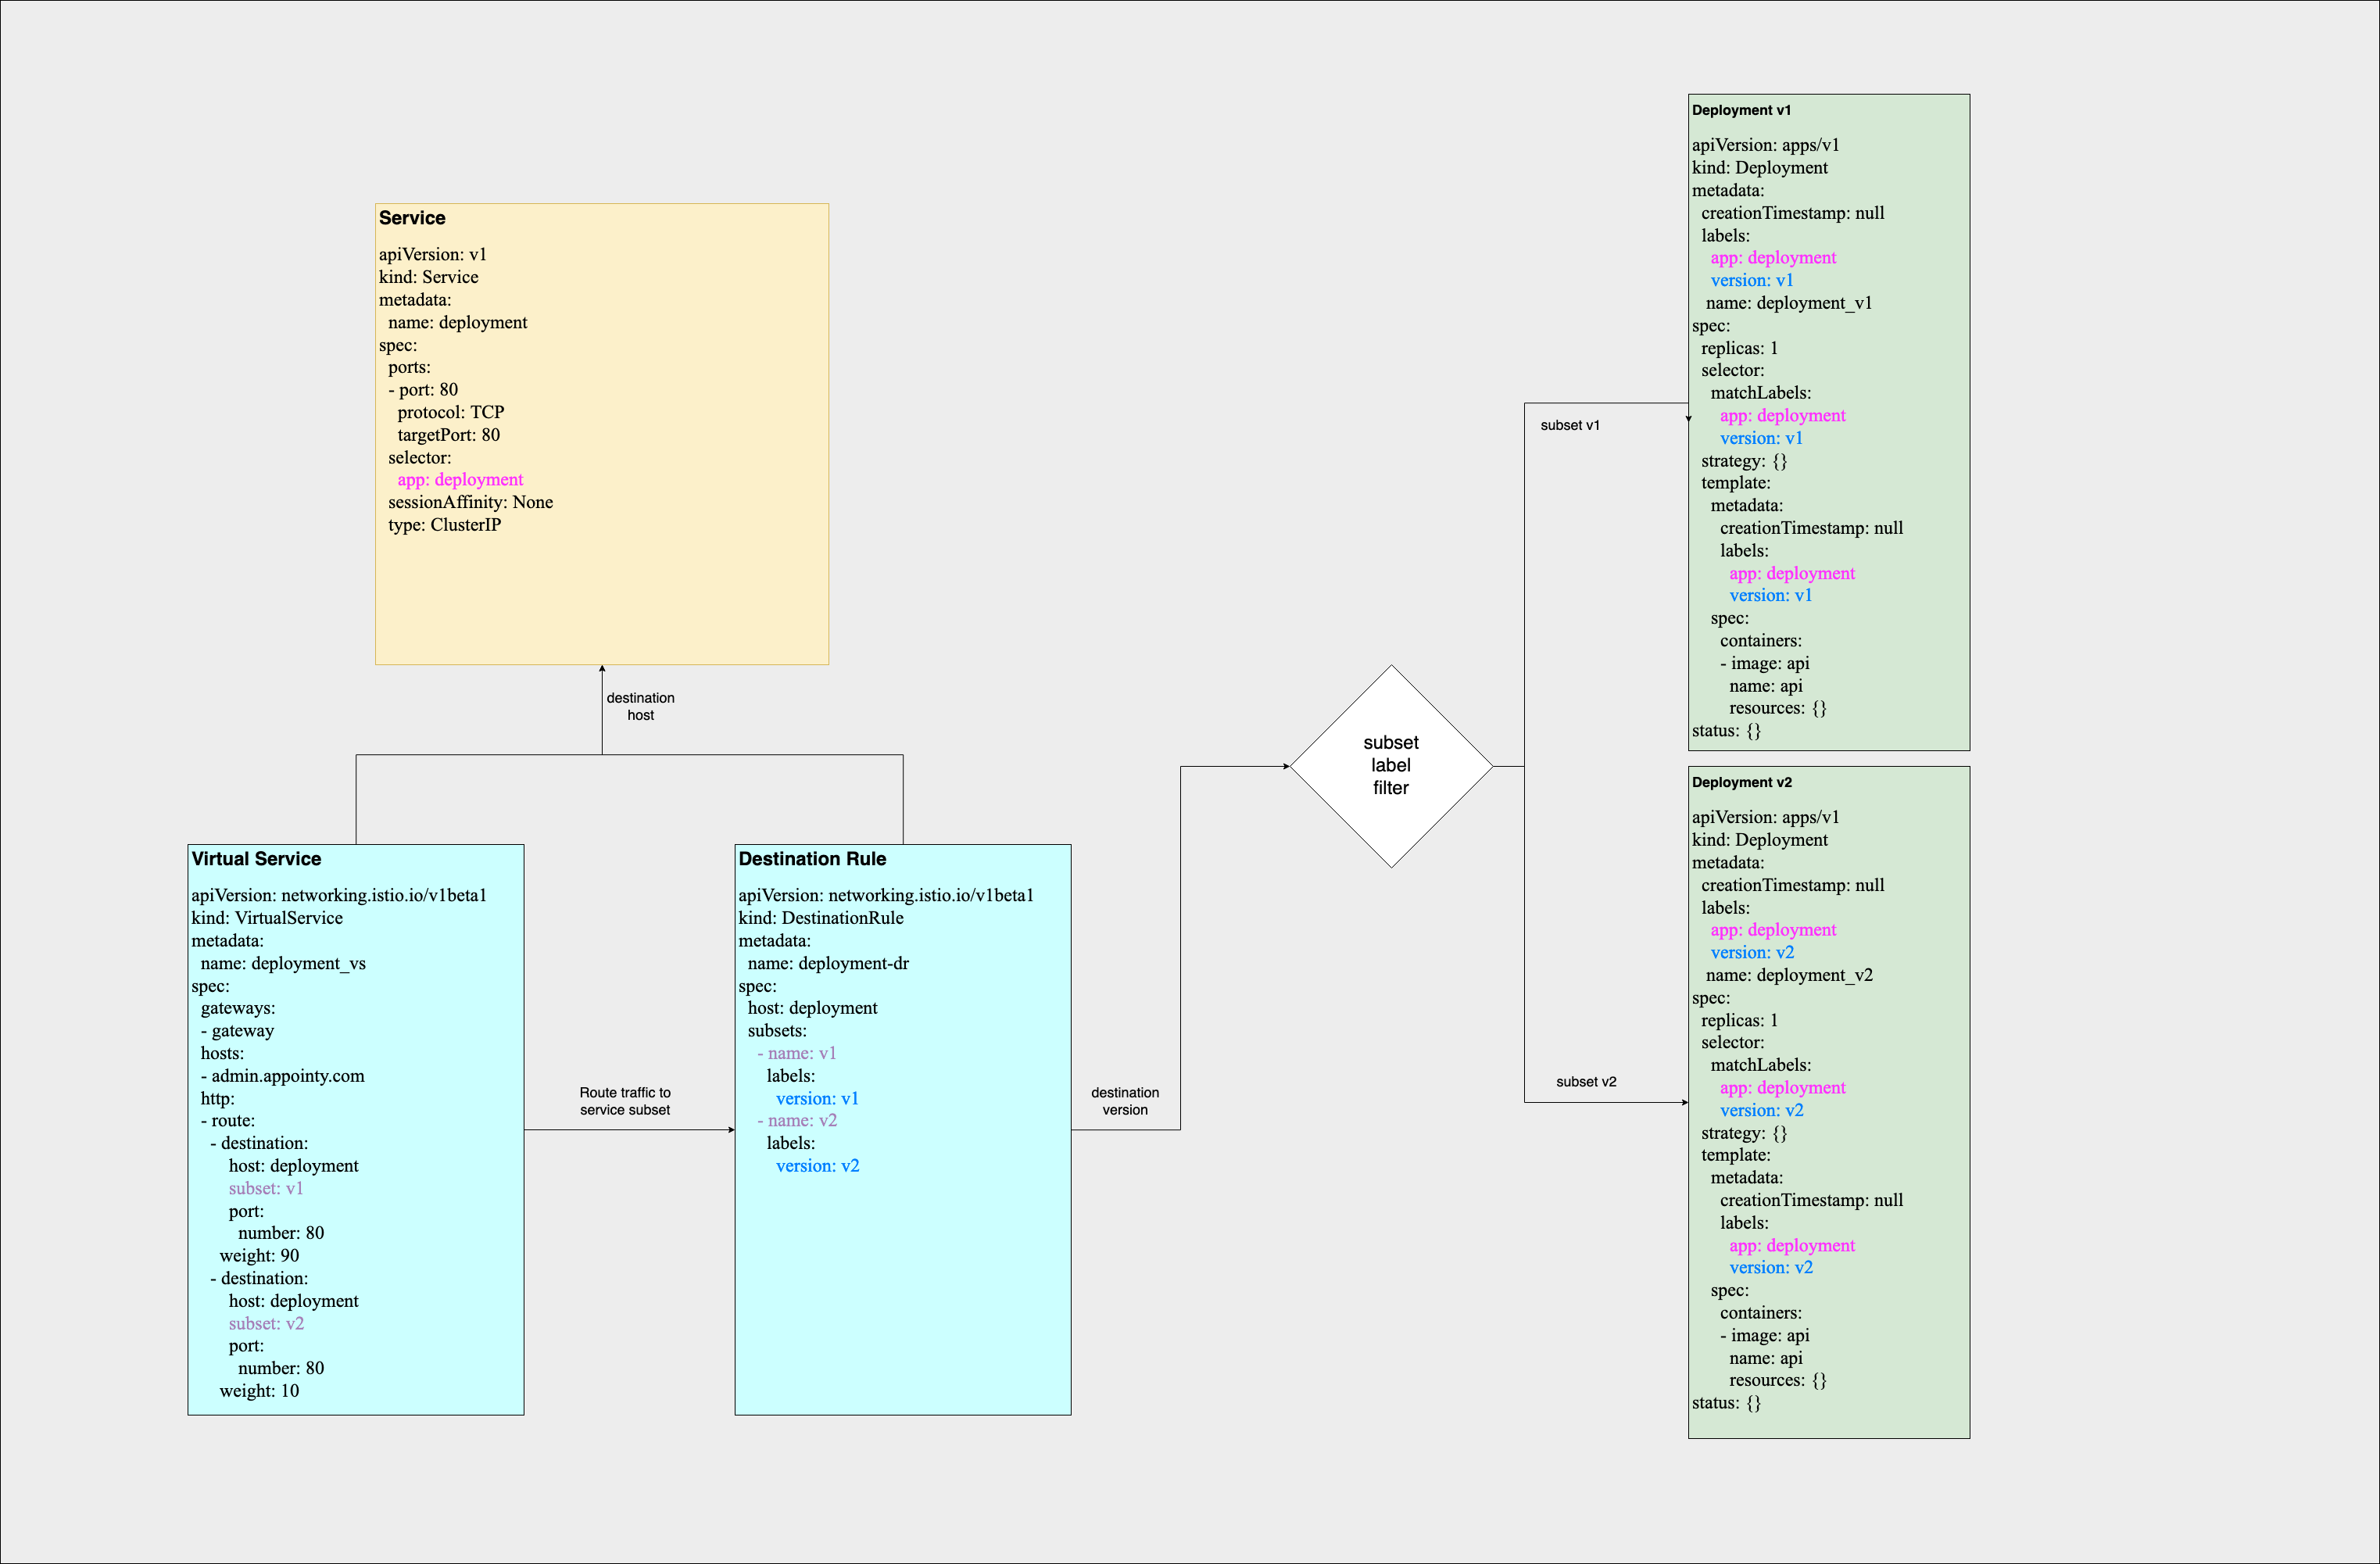 Service
apiVersion: v1
kind: Service
metadata:
  name: deployment
spec:
  ports:
  - port: 80
    protocol: TCP
    targetPort: 80
  selector:
    app: deployment
  sessionAffinity: None
  type: ClusterIP
destination
host
Virtual Service
apiVersion: networking.istio.io/v1beta1
kind: VirtualService
metadata:
  name: deployment_vs
spec:
  gateways:
  - gateway
  hosts:
  - admin.appointy.com
  http:
  - route:
    - destination:
        host: deployment
        subset: v1
        port:
          number: 80
      weight: 90
    - destination:
        host: deployment
        subset: v2
        port:
          number: 80
      weight: 10
Route traffic to
service subset
Destination Rule
apiVersion: networking.istio.io/v1beta1
kind: DestinationRule
metadata:
  name: deployment-dr
spec:
  host: deployment
  subsets:
    - name: v1
      labels:
        version: v1
    - name: v2
      labels:
        version: v2
destination
version
subset
label
filter
subset v1
subset v2
Deployment v1
apiVersion: apps/v1
kind: Deployment
metadata:
  creationTimestamp: null
  labels:
    app: deployment
    version: v1
   name: deployment_v1
spec:
  replicas: 1
  selector:
    matchLabels:
      app: deployment
      version: v1
  strategy: {}
  template:
    metadata:
      creationTimestamp: null
      labels:
        app: deployment
        version: v1
    spec:
      containers:
      - image: api
        name: api
        resources: {}
status: {}
Deployment v2
apiVersion: apps/v1
kind: Deployment
metadata:
  creationTimestamp: null
  labels:
    app: deployment
    version: v2
   name: deployment_v2
spec:
  replicas: 1
  selector:
    matchLabels:
      app: deployment
      version: v2
  strategy: {}
  template:
    metadata:
      creationTimestamp: null
      labels:
        app: deployment
        version: v2
    spec:
      containers:
      - image: api
        name: api
        resources: {}
status: {}